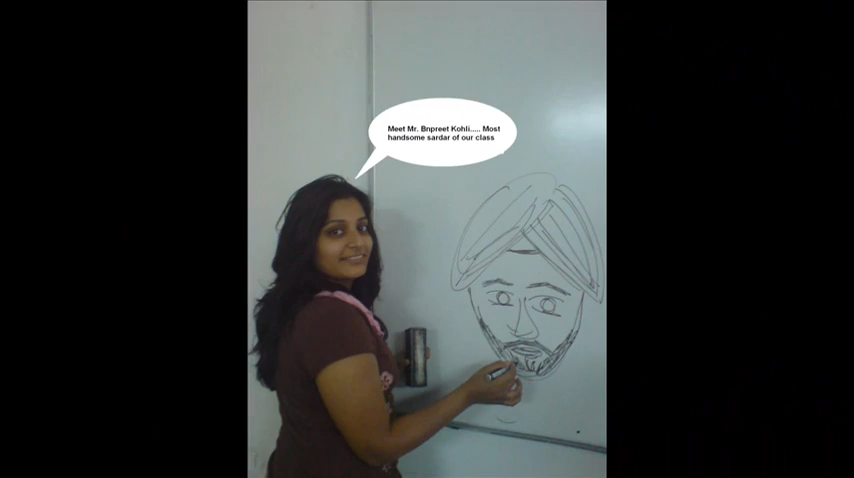 Meet Mr. Bnpreet Kohli..... Most
handsome sardar of our class